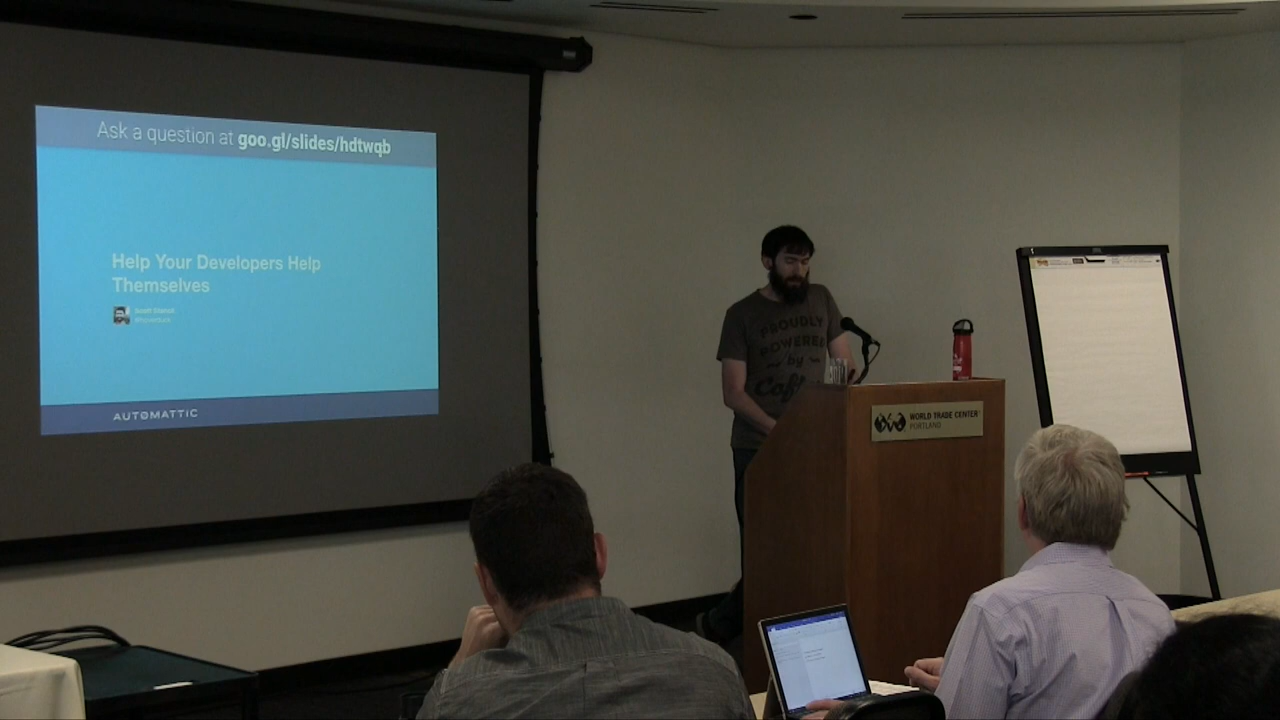 Ask a question at goo.gl/slides/hdtwqb
Help Your Developers Help
Themselves
AUTOMATTIC
PROUDLY
POWERED
by
WORLD TRADE CENTER
PORTLAND